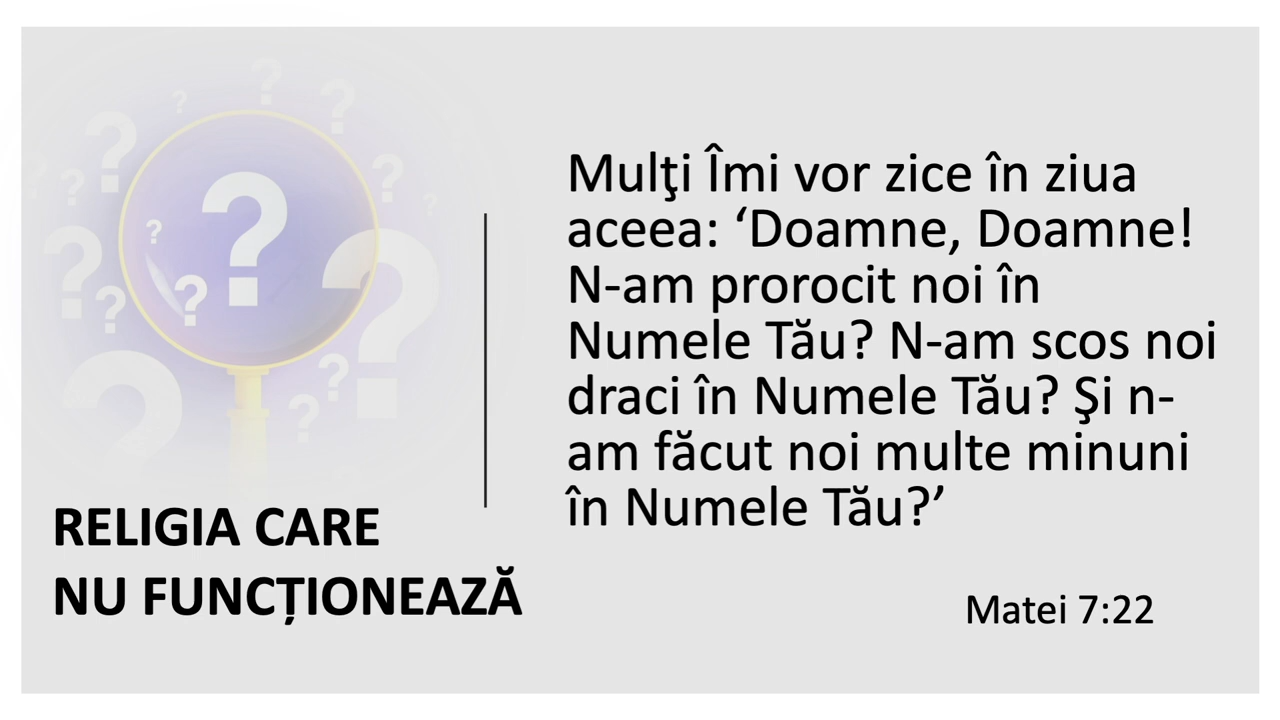 Mulţi Îmi vor zice în ziua
aceea: ‘Doamne, Doamne!
N-am prorocit noi în
Numele Tău? N-am scos noi
draci în Numele Tău? Şi n-
am făcut noi multe minuni
în Numele Tău?’
RELIGIA CARE
NU FUNCȚIONEAZĂ
Matei 7:22